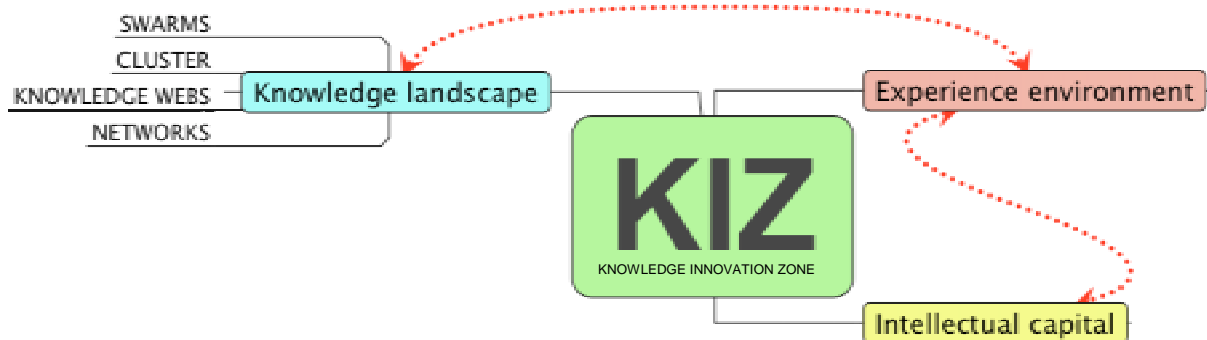 SWARMS
CLUSTER
KNOWLEDGE WEBS
NETWORKS
Knowledge landscape
Experience environment
KIZ
KNOWLEDGE INNOVATION ZONE
Intellectual capital